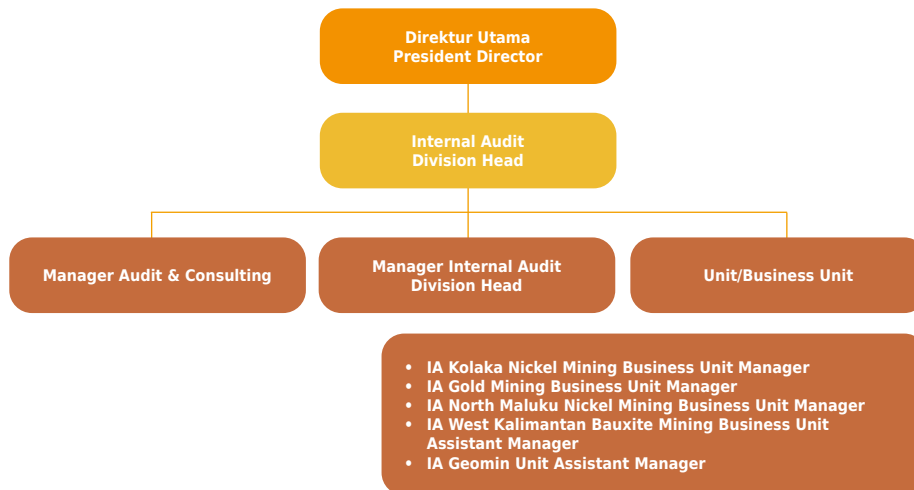 Direktur Utama
President Director
Internal Audit
Division Head
Manager Audit & Consulting
Manager Internal Audit
Division Head
Unit/Business Unit
• IA Kolaka Nickel Mining Business Unit Manager
• IA Gold Mining Business Unit Manager
• IA North Maluku Nickel Mining Business Unit Manager
• IA West Kalimantan Bauxite Mining Business Unit
Assistant Manager
• IA Geomin Unit Assistant Manager